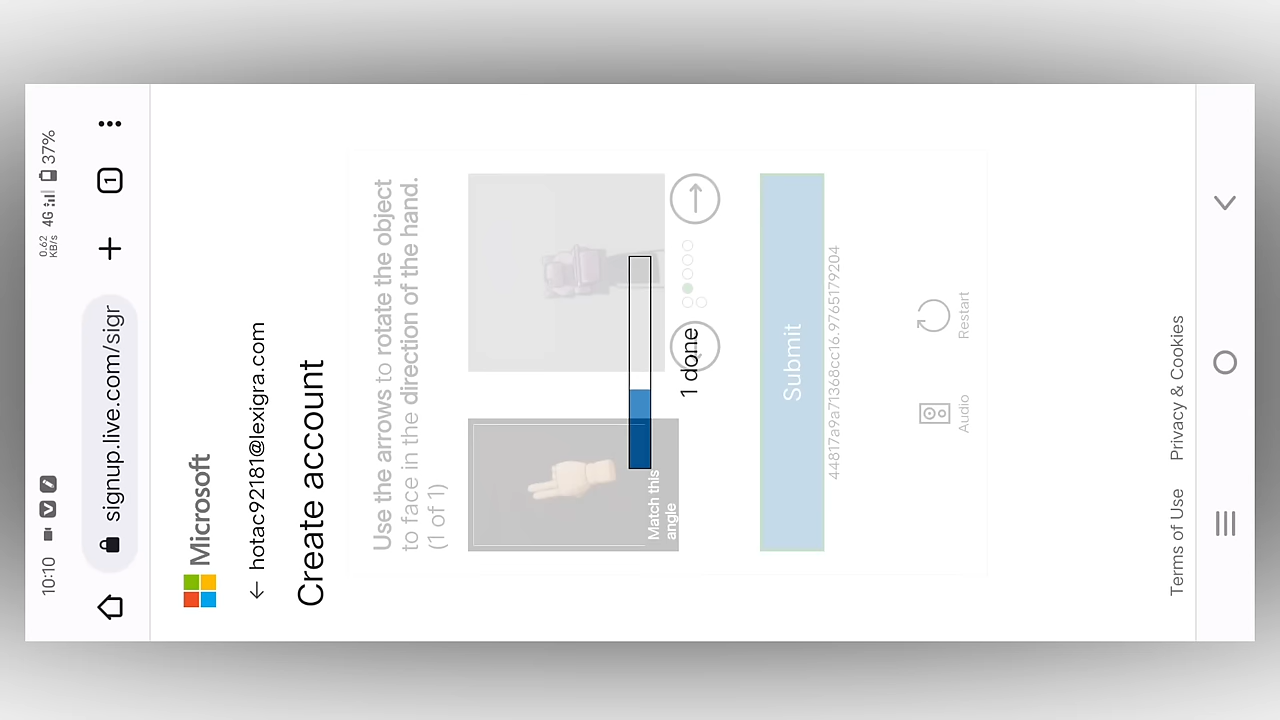 10:10
0.62
KB/s
4G
37%
signup.live.com/sigr
1
Microsoft
← hotac92181@lexigra.com
Create account
Use the arrows to rotate the object
to face in the direction of the hand.
(1 of 1)
Match this
angle
1 done
Submit
44817a9a71368cc16.9765179204
Audio
Restart
Terms of Use
Privacy & Cookies